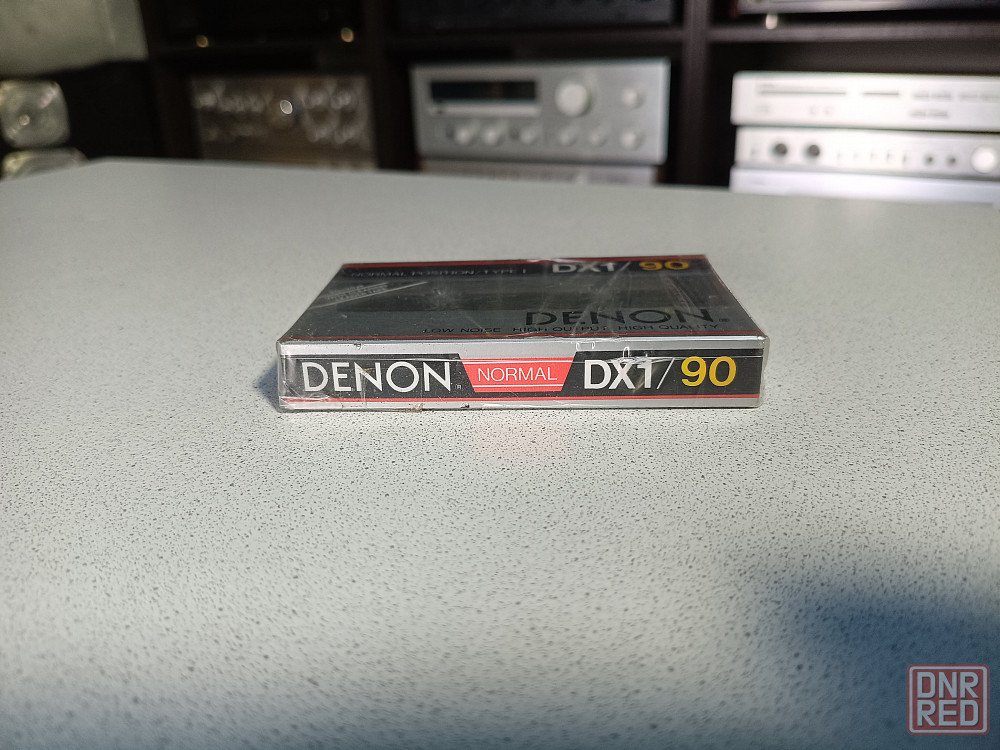 NORMAL POSITION/TYPE I DX1/90
DENON®
LOW NOISE HIGH OUTPUT HIGH QUALITY
DENON® NORMAL DX1/90
DNR
RED